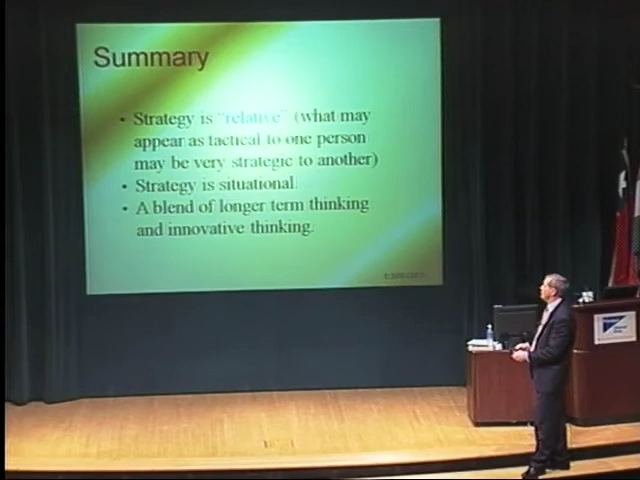 Summary
• Strategy is "relative" (what may
appear as tactical to one person
may be very strategic to another)
• Strategy is situational.
• A blend of longer term thinking
and innovative thinking.